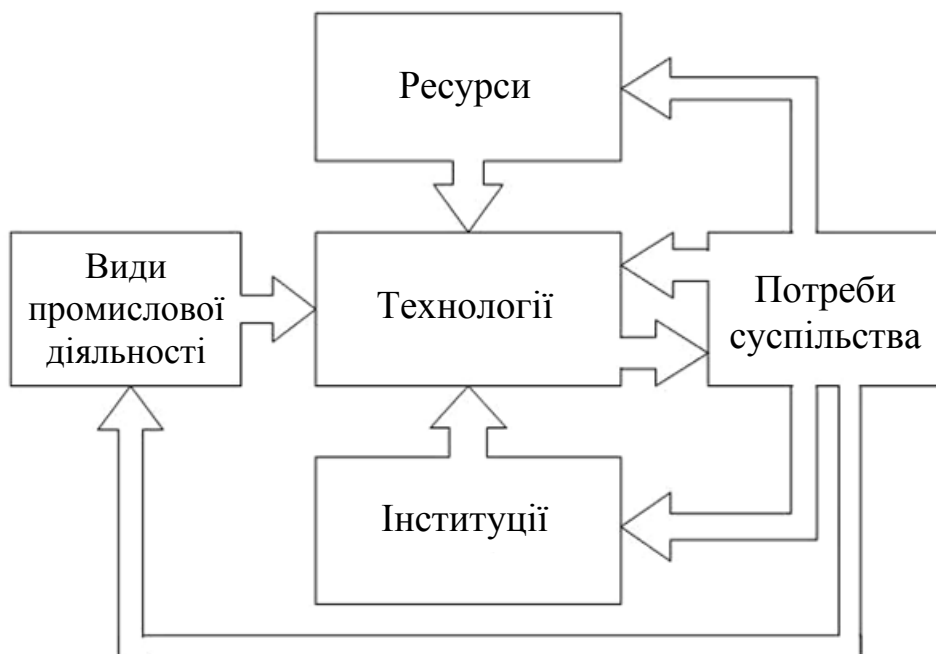 Ресурси
Види
промислової
діяльності
Технології
Потреби
суспільства
Інституції